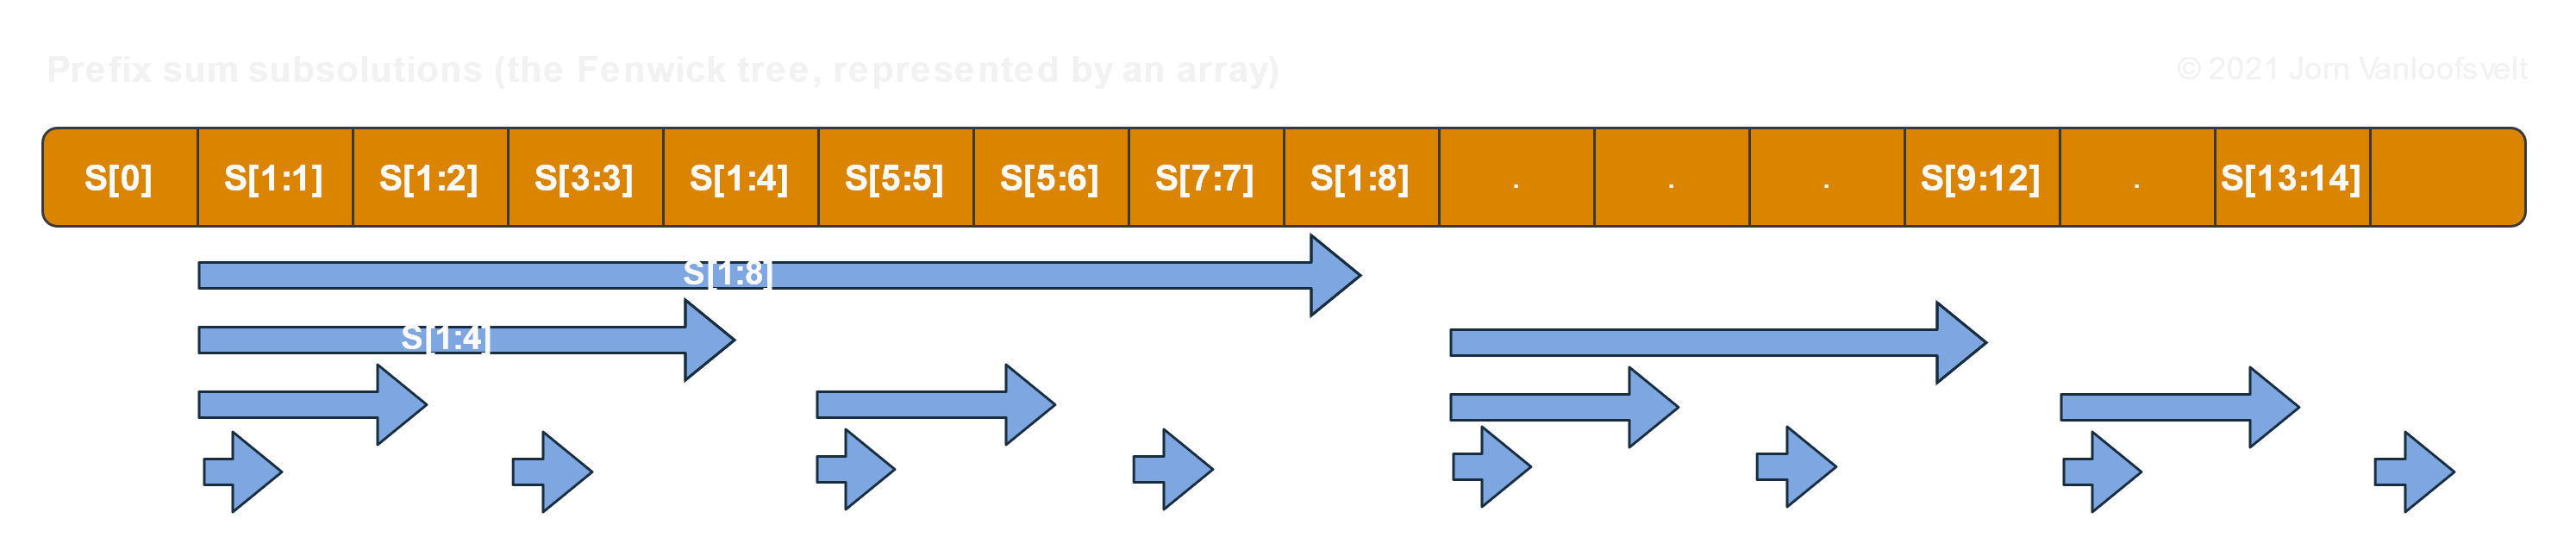 Prefix sum subsolutions (the Fenwick tree, represented by an array)
© 2021 Jorn Vanloofsvelt
S[0] S[1:1] S[1:2] S[3:3] S[1:4] S[5:5] S[5:6] S[7:7] S[1:8] . . . S[9:12] . S[13:14]
S[1:8]
S[1:4]